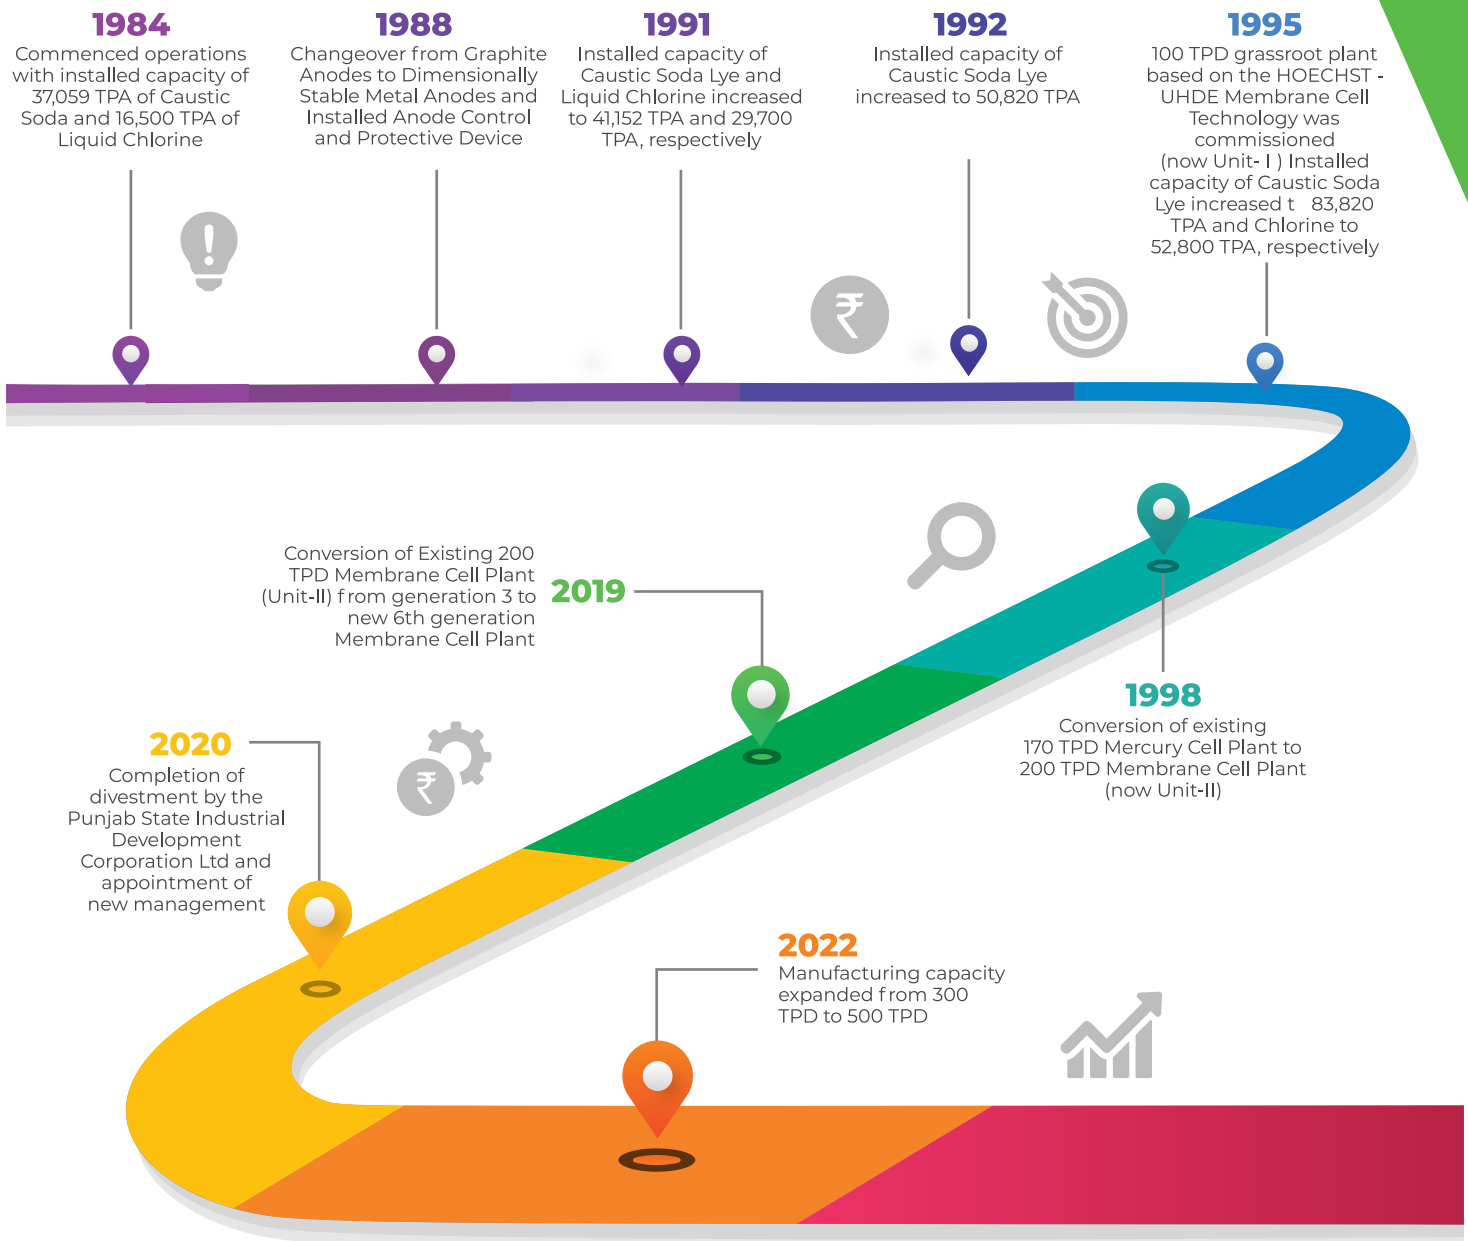 1984
Commenced operations
with installed capacity of
37,059 TPA of Caustic
Soda and 16,500 TPA of
Liquid Chlorine
1988
Changeover from Graphite
Anodes to Dimensionally
Stable Metal Anodes and
Installed Anode Control
and Protective Device
1991
Installed capacity of
Caustic Soda Lye and
Liquid Chlorine increased
to 41,152 TPA and 29,700
TPA, respectively
1992
Installed capacity of
Caustic Soda Lye
increased to 50,820 TPA
1995
100 TPD grassroot plant
based on the HOECHST -
UHDE Membrane Cell
Technology was
commissioned
(now Unit- I ) Installed
capacity of Caustic Soda
Lye increased t 83,820
TPA and Chlorine to
52,800 TPA, respectively
₹
1998
Conversion of existing
170 TPD Mercury Cell Plant to
200 TPD Membrane Cell Plant
(now Unit-II)
2019
Conversion of Existing 200
TPD Membrane Cell Plant
(Unit-II) from generation 3 to
new 6th generation
Membrane Cell Plant
₹
2020
Completion of
divestment by the
Punjab State Industrial
Development
Corporation Ltd and
appointment of
new management
2022
Manufacturing capacity
expanded from 300
TPD to 500 TPD